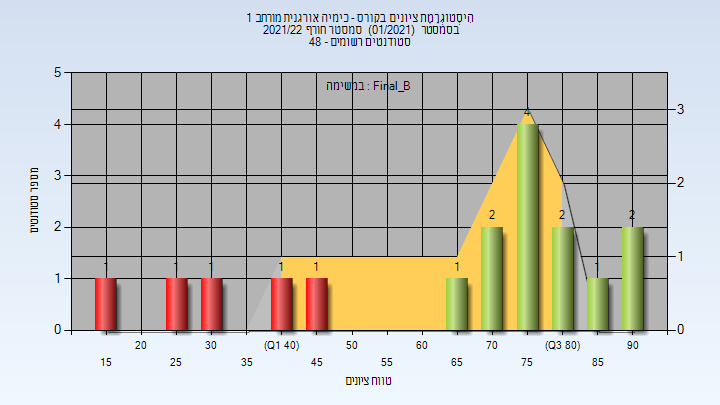 הִיסְטוֹגְרָמַת ציונים בקורס - כימיה אורגנית מורחב 1
בסמסטר (01/2021) סמסטר חורף 2021/22
סטודנטים רשומים - 48
במשימה : Final_B
מספר סטודנטים
5
4
3
2
1
0
3
2
1
0
1 1 1 1 1 1 2 4 2 1 2
20 30 (Q1 40) 50 60 70 (Q3 80) 90
15 25 35 45 55 65 75 85
טווח ציונים